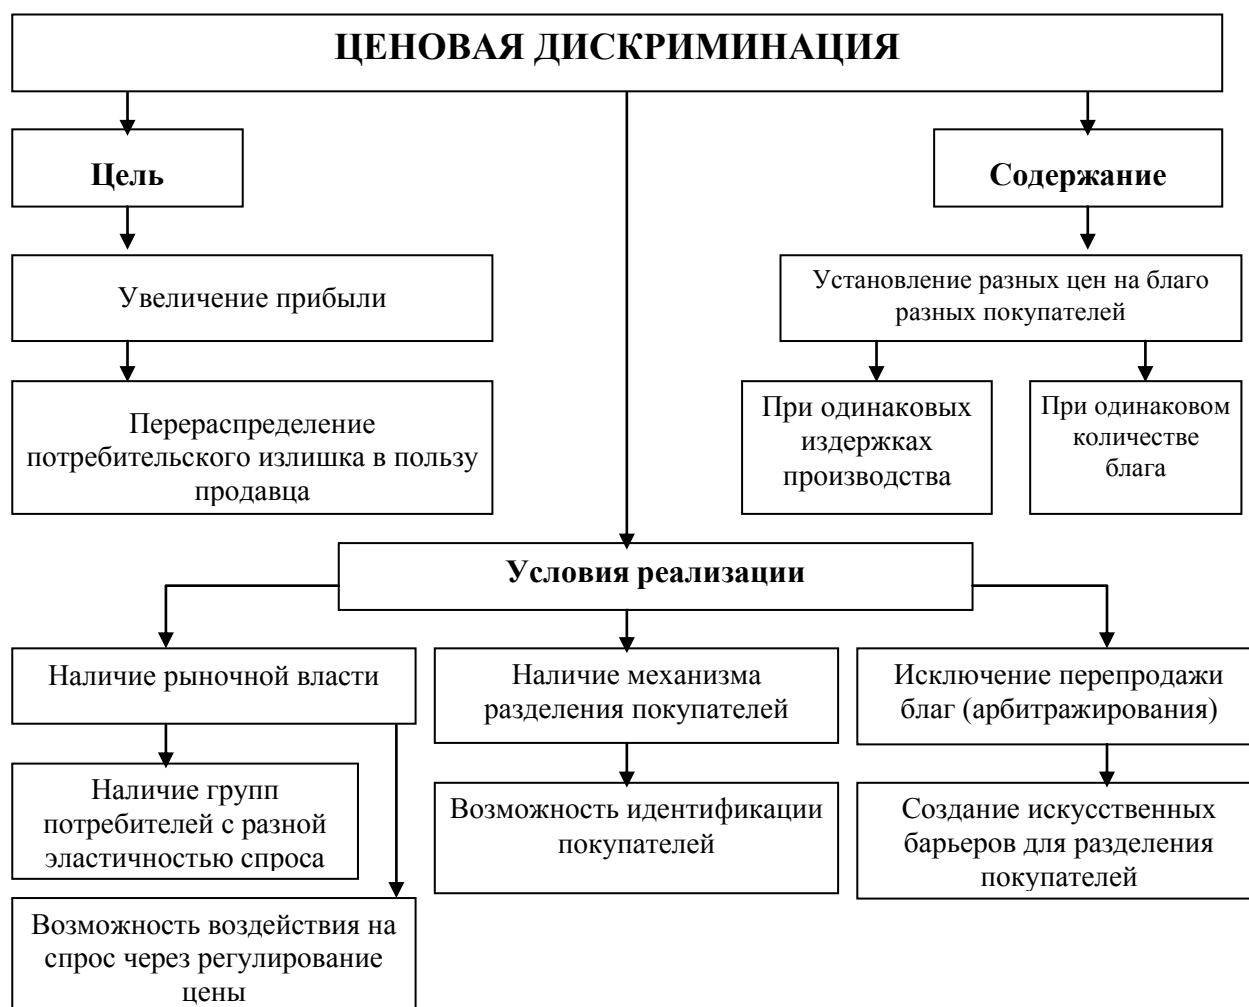 ЦЕНОВАЯ ДИСКРИМИНАЦИЯ
Цель
Содержание
Увеличение прибыли
Установление разных цен на благо
разных покупателей
Перераспределение
потребительского излишка в пользу
продавца
При одинаковых
издержках
производства
При одинаковом
количестве
блага
Условия реализации
Наличие рыночной власти
Наличие механизма
разделения покупателей
Исключение перепродажи
благ (арбитражирования)
Наличие групп
потребителей с разной
эластичностью спроса
Возможность идентификации
покупателей
Создание искусственных
барьеров для разделения
покупателей
Возможность воздействия на
спрос через регулирование
цены